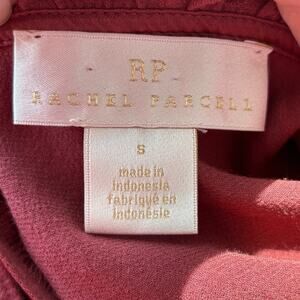 RP
RACHEL PARCELL
S
made in
indonesia
fabriqué en
indonésie